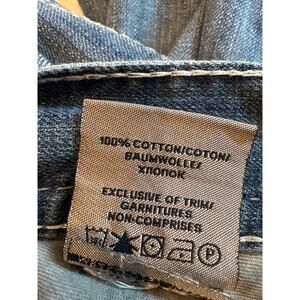 100% COTTON/COTON/
BAUMWOLLE/
ХЛОПОК
EXCLUSIVE OF TRIM/
GARNITURES
NON-COMPRISES
P